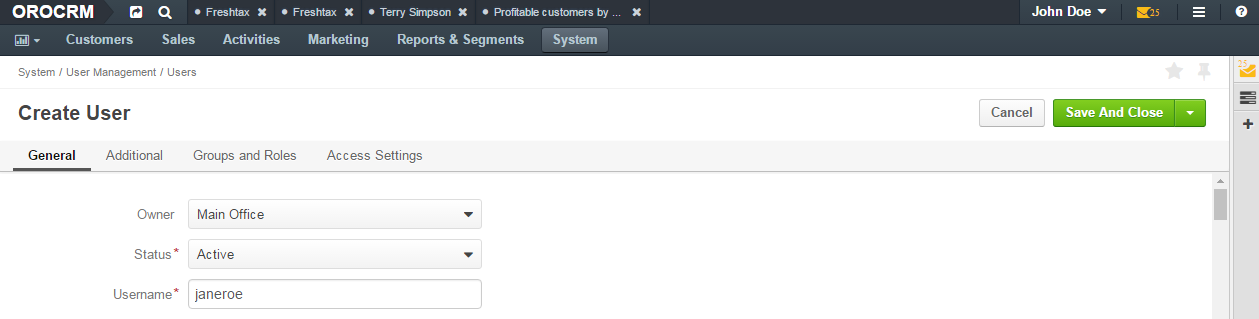 OROCRM Freshtax Freshtax Terry Simpson Profitable customers by ... John Doe 25
Customers Sales Activities Marketing Reports & Segments System
System / User Management / Users
25
Create User Cancel Save And Close
General Additional Groups and Roles Access Settings
Owner Main Office
Status* Active
Username* janeroe